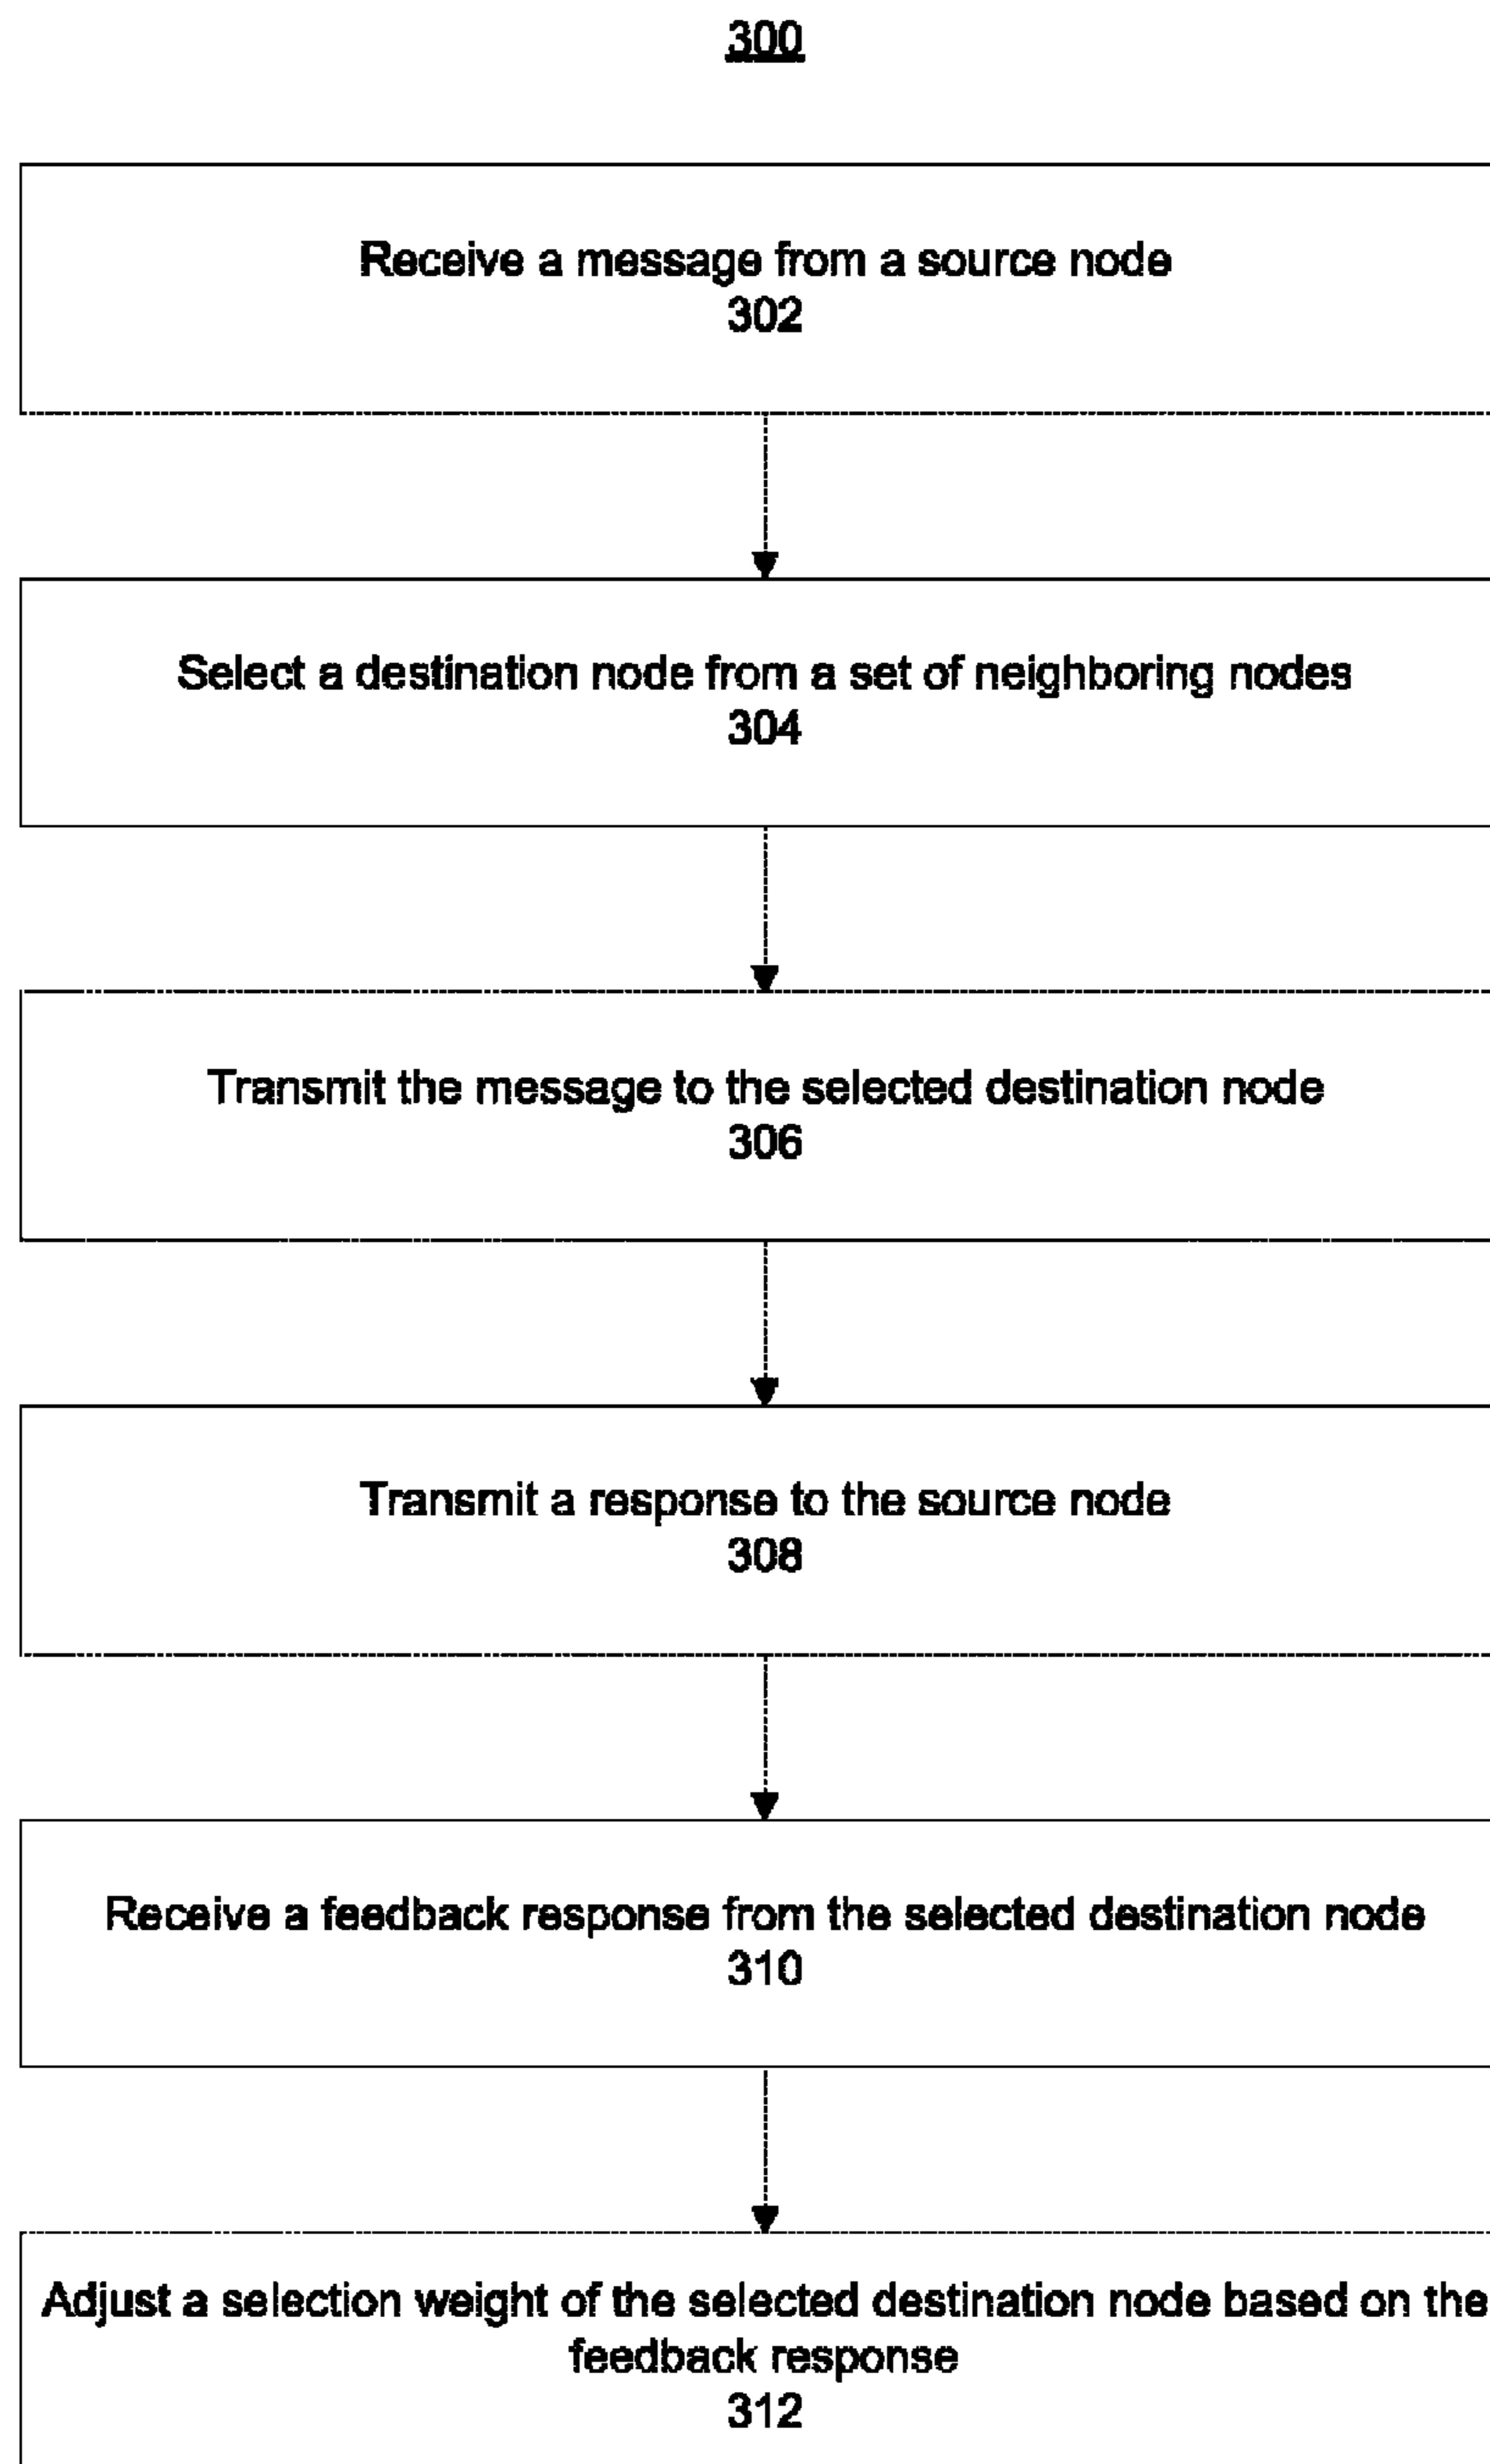 300
Receive a message from a source node
302
Select a destination node from a set of neighboring nodes
304
Transmit the message to the selected destination node
306
Transmit a response to the source node
308
Receive a feedback response from the selected destination node
310
Adjust a selection weight of the selected destination node based on the
feedback response
312